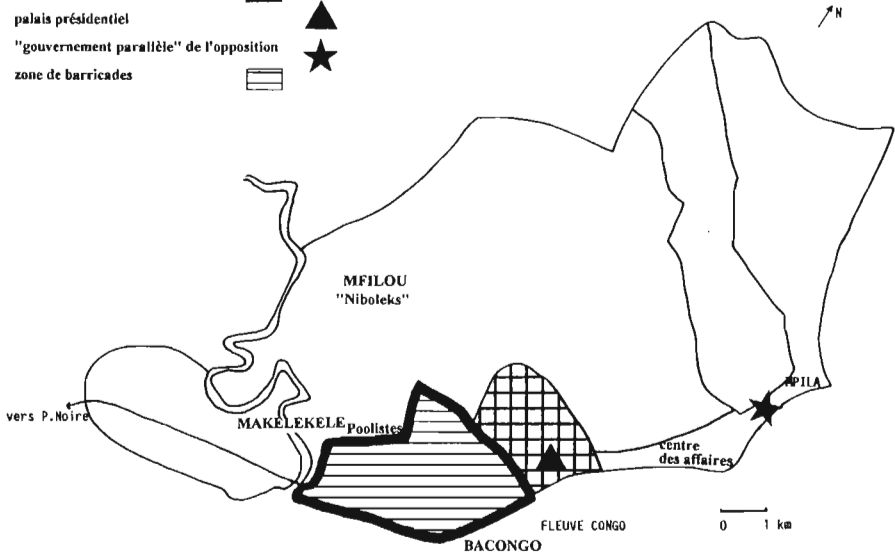 palais présidentiel
"gouvernement parallèle" de l'opposition
zone de barricades
N
MFILOU
"Niboleks"
MPILA
vers P.Noire
MAKELEKELE
Poolistes
centre
des affaires
FLEUVE CONGO
0 1 km
BACONGO